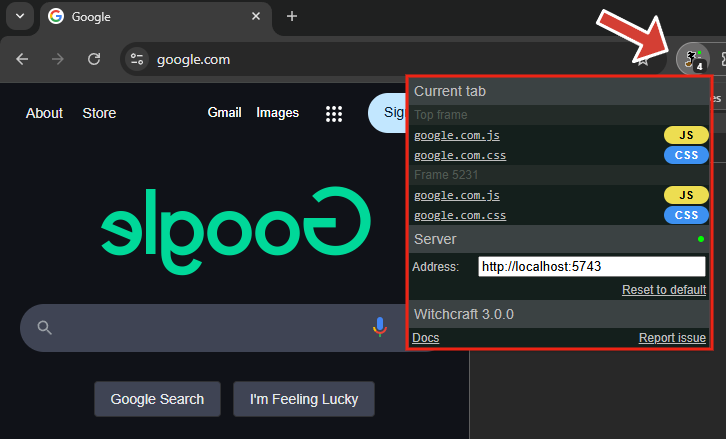 Google
google.com
4
es
About
Store
Gmail
Images
Sig
Google
Google Search
I'm Feeling Lucky
Current tab
Top frame
google.com.js JS
google.com.css CSS
Frame 5231
google.com.js JS
google.com.css CSS
Server
Address: http://localhost:5743
Reset to default
Witchcraft 3.0.0
Docs Report issue